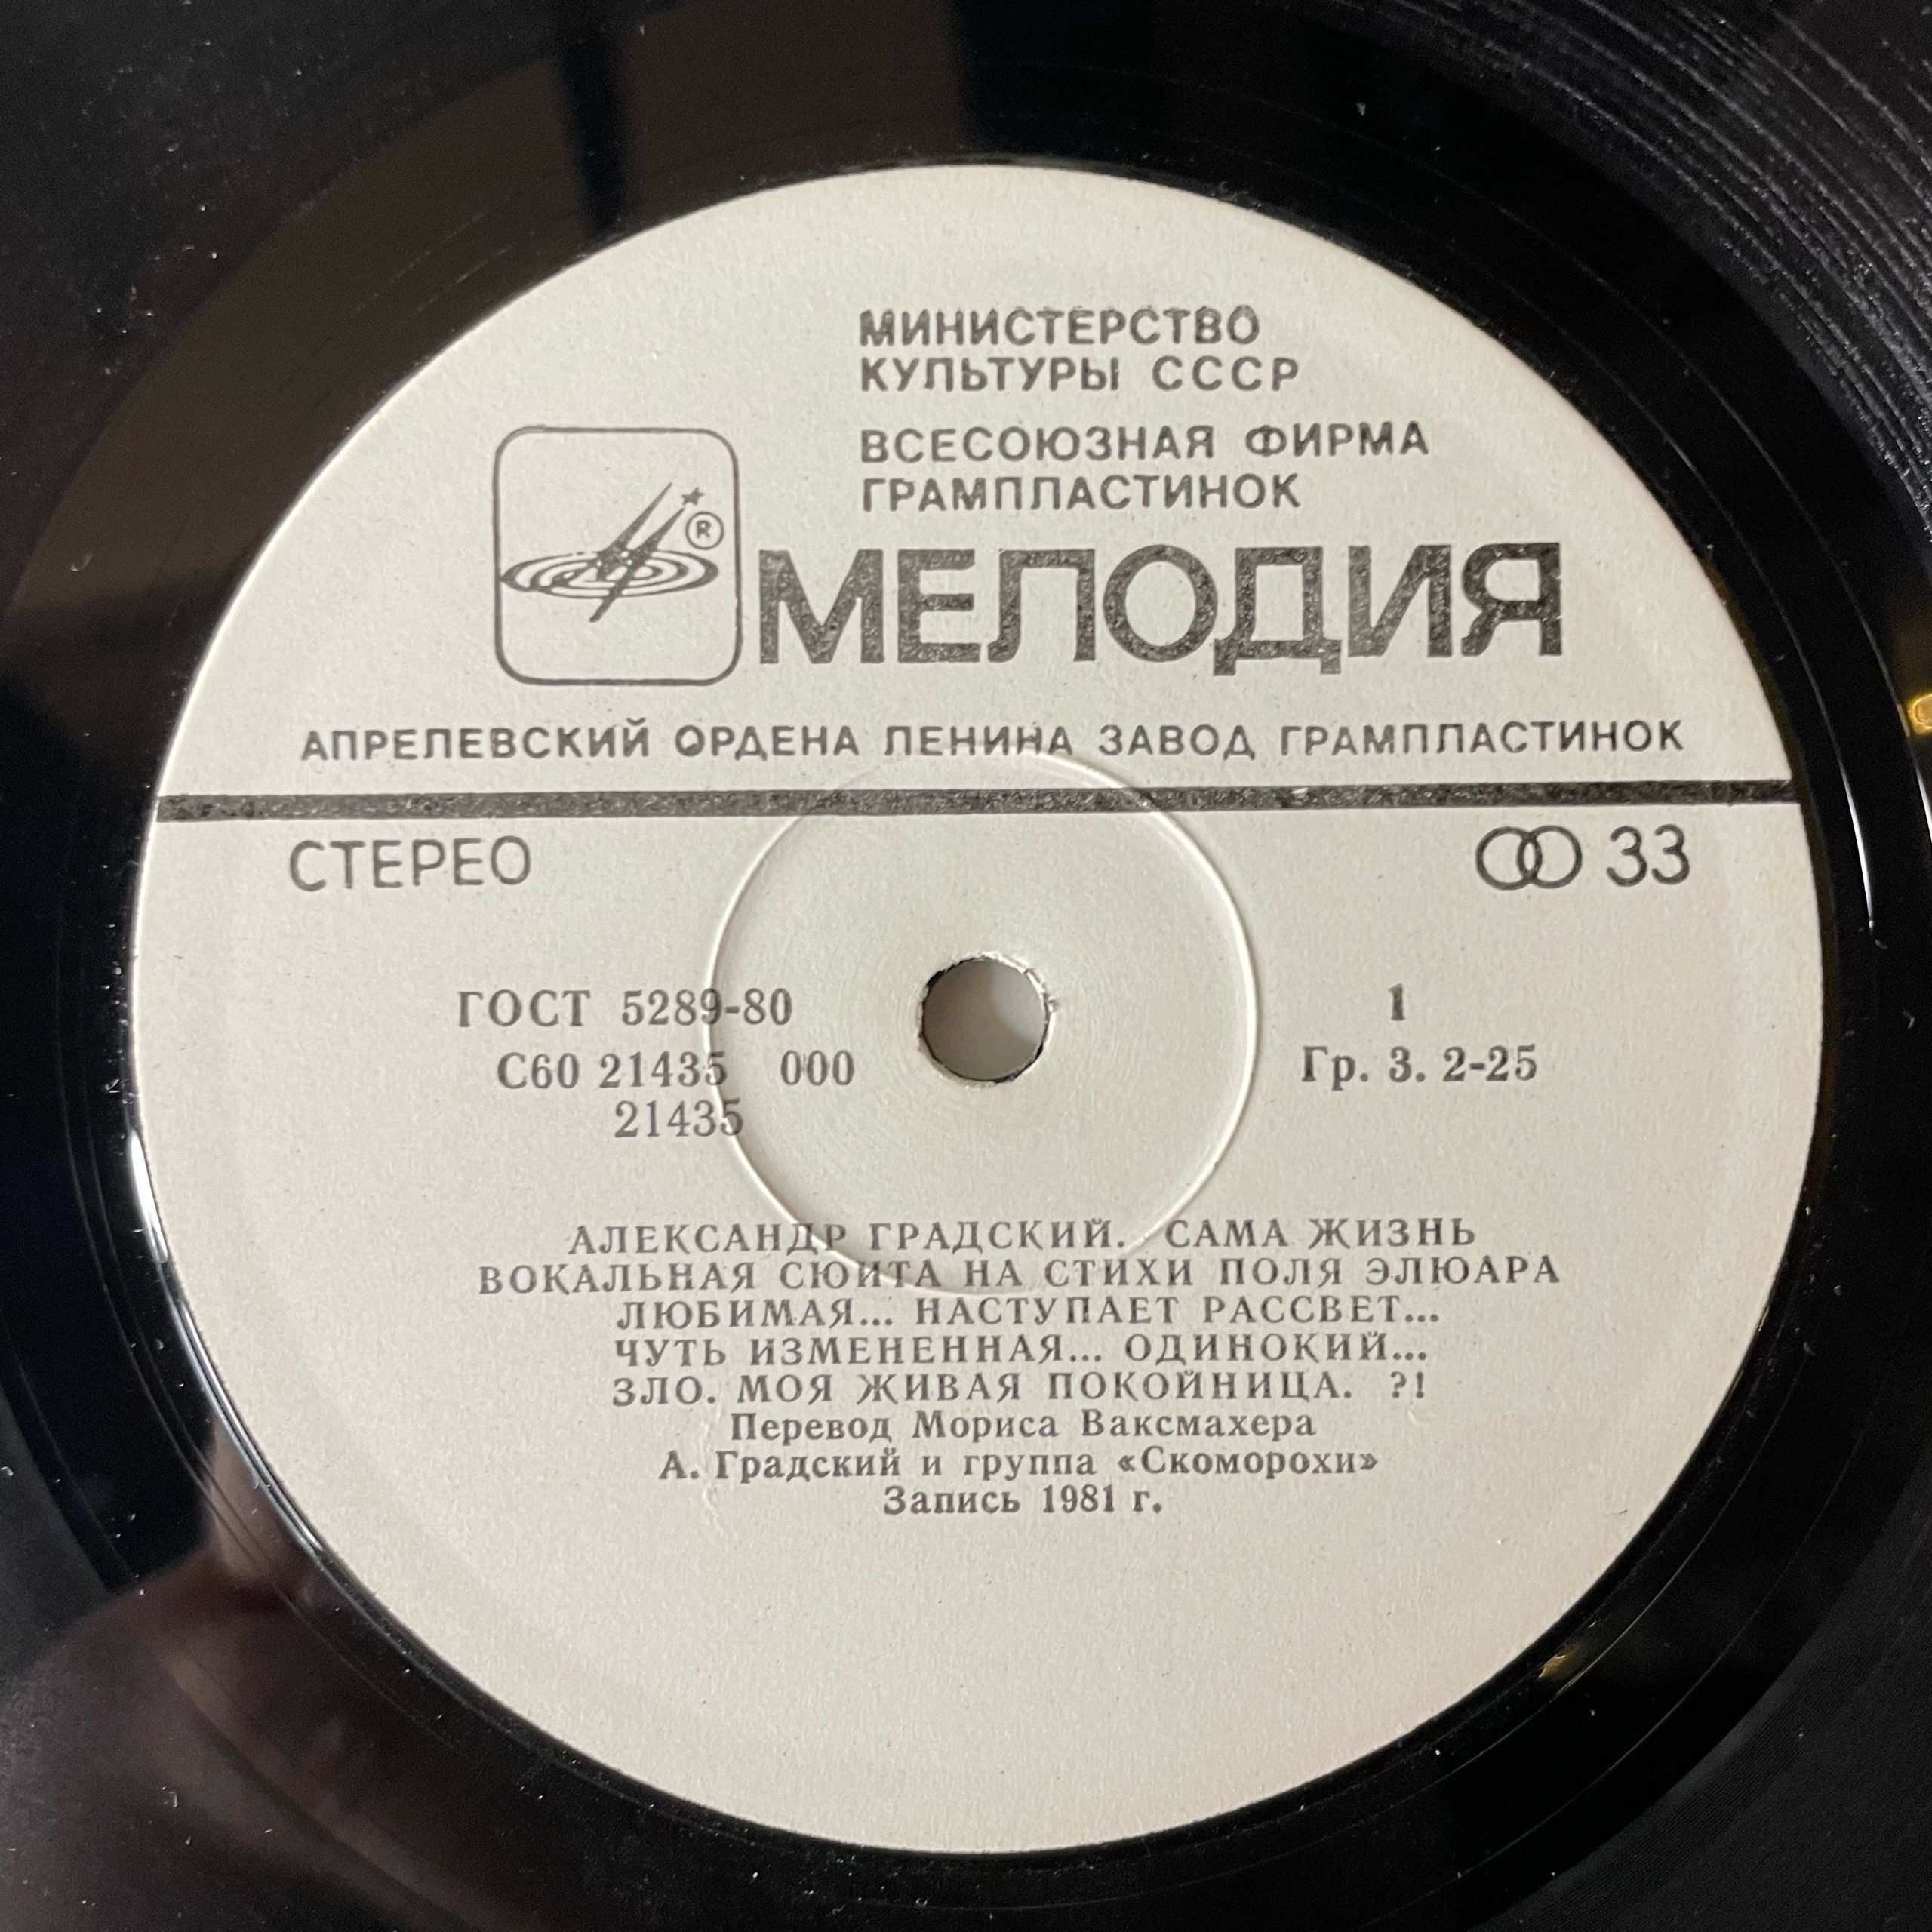 МИНИСТЕРСТВО
КУЛЬТУРЫ СССР
ВСЕСОЮЗНАЯ ФИРМА
ГРАМПЛАСТИНОК
®
МЕЛОДИЯ
АПРЕЛЕВСКИЙ ОРДЕНА ЛЕНИНА ЗАВОД ГРАМПЛАСТИНОК
СТЕРЕО
33
ГОСТ 5289-80
1
С60 21435 000
Гр. 3. 2-25
21435
АЛЕКСАНДР ГРАДСКИЙ. САМА ЖИЗНЬ
ВОКАЛЬНАЯ СЮИТА НА СТИХИ ПОЛЯ ЭЛЮАРА
ЛЮБИМАЯ... НАСТУПАЕТ РАССВЕТ...
ЧУТЬ ИЗМЕНЕННАЯ... ОДИНОКИЙ...
ЗЛО. МОЯ ЖИВАЯ ПОКОЙНИЦА. ?!
Перевод Мориса Ваксмахера
А. Градский и группа «Скоморохи»
Запись 1981 г.